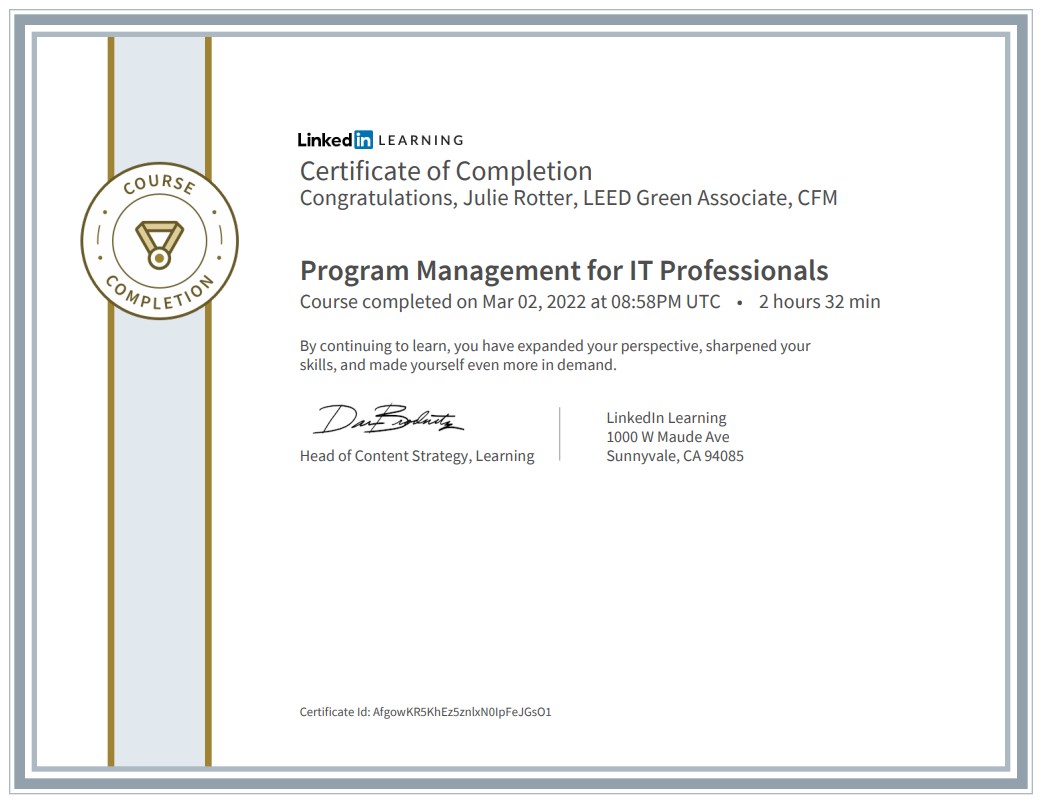 COURSE
COMPLETION
Linkedin LEARNING
Certificate of Completion
Congratulations, Julie Rotter, LEED Green Associate, CFM
Program Management for IT Professionals
Course completed on Mar 02, 2022 at 08:58PM UTC • 2 hours 32 min
By continuing to learn, you have expanded your perspective, sharpened your
skills, and made yourself even more in demand.
Head of Content Strategy, Learning
LinkedIn Learning
1000 W Maude Ave
Sunnyvale, CA 94085
Certificate Id: AfgowKR5KhEz5znlxN0IpFeJGsO1